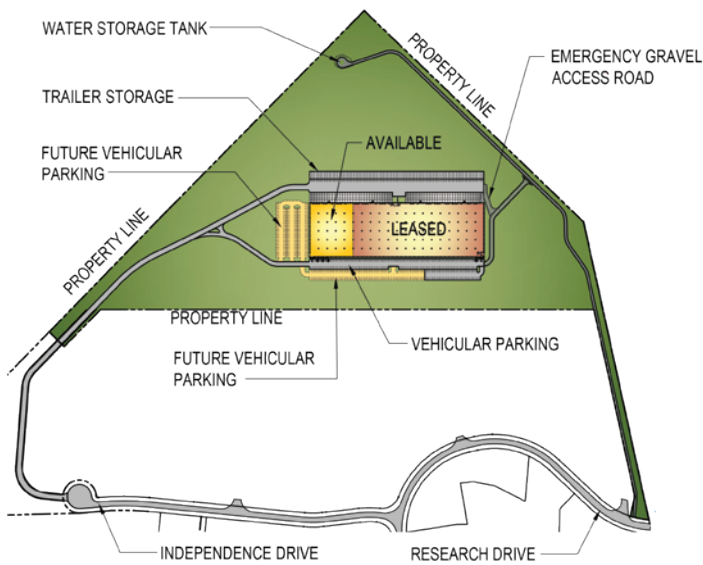 WATER STORAGE TANK
PROPERTY LINE
EMERGENCY GRAVEL
ACCESS ROAD
TRAILER STORAGE
AVAILABLE
FUTURE VEHICULAR
PARKING
LEASED
PROPERTY LINE
PROPERTY LINE
VEHICULAR PARKING
FUTURE VEHICULAR
PARKING
INDEPENDENCE DRIVE
RESEARCH DRIVE